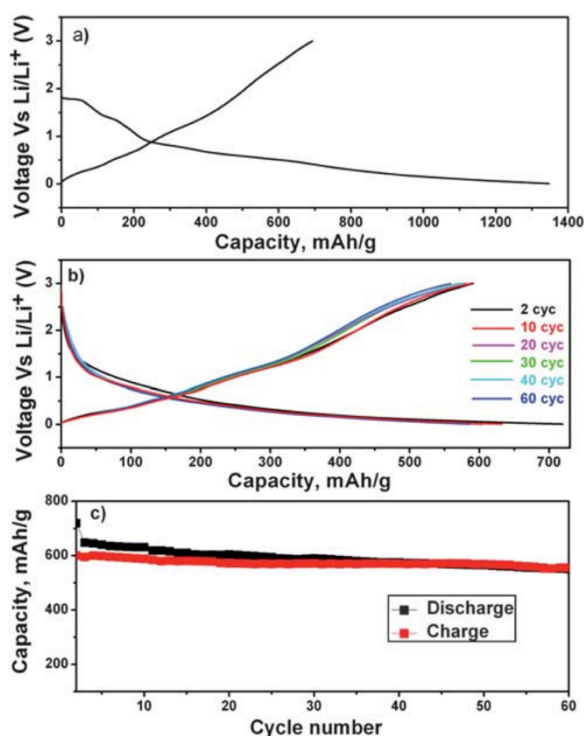 a)
Voltage Vs Li/Li⁺ (V)
3
2
1
0
0 200 400 600 800 1000 1200 1400
Capacity, mAh/g
b)
Voltage Vs Li/Li⁺ (V)
3
2
1
0
2 cyc
10 cyc
20 cyc
30 cyc
40 cyc
60 cyc
0 100 200 300 400 500 600 700
Capacity, mAh/g
c)
Capacity, mAh/g
800
600
400
200
Discharge
Charge
10 20 30 40 50 60
Cycle number